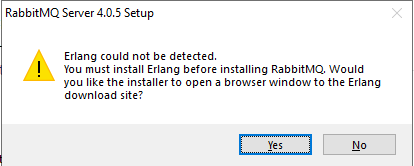 RabbitMQ Server 4.0.5 Setup
Erlang could not be detected.
You must install Erlang before installing RabbitMQ. Would
you like the installer to open a browser window to the Erlang
download site?
Yes
No